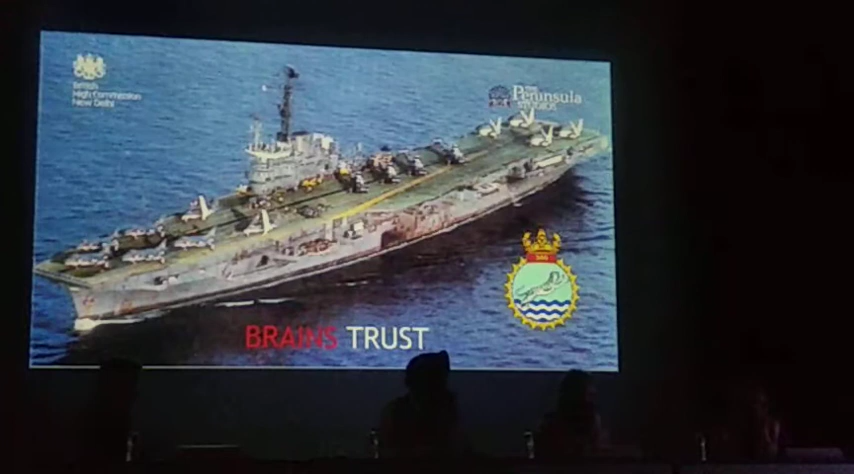 British
High Commission
New Delhi
THE
Peninsula
STUDIOS
BRAINS TRUST